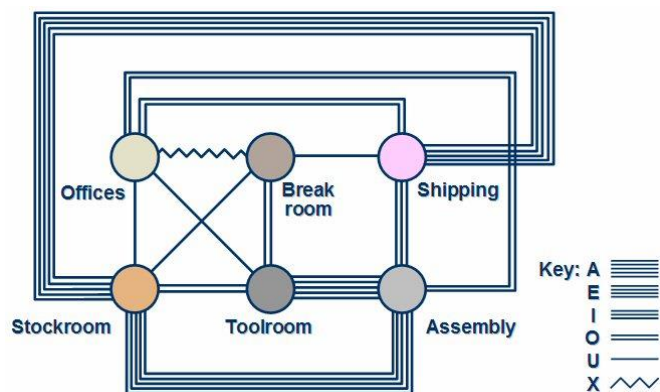 Offices
Break
room
Shipping
Stockroom
Toolroom
Assembly
Key: A
E
I
O
U
X